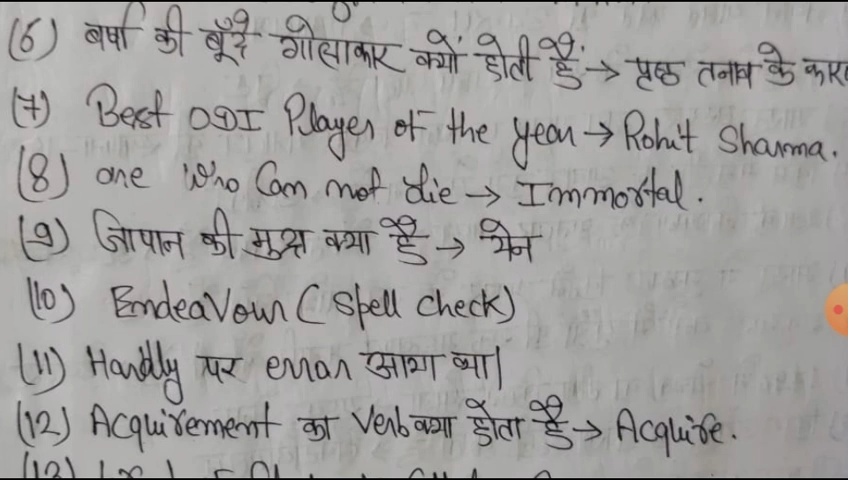 (6) वर्षा की बूँदें गोलाकार क्यों होती हैं → पृष्ठ तनाव के कार
(7) Best ODI Player of the year → Rohit Sharma.
(8) one who Can not die → Immortal.
(9) जापान की मुद्रा क्या है → येन
(10) Endeavour (Spell check)
(11) Hardly पर error आया था।
(12) Acquirement का Verb क्या होता है → Acquire.